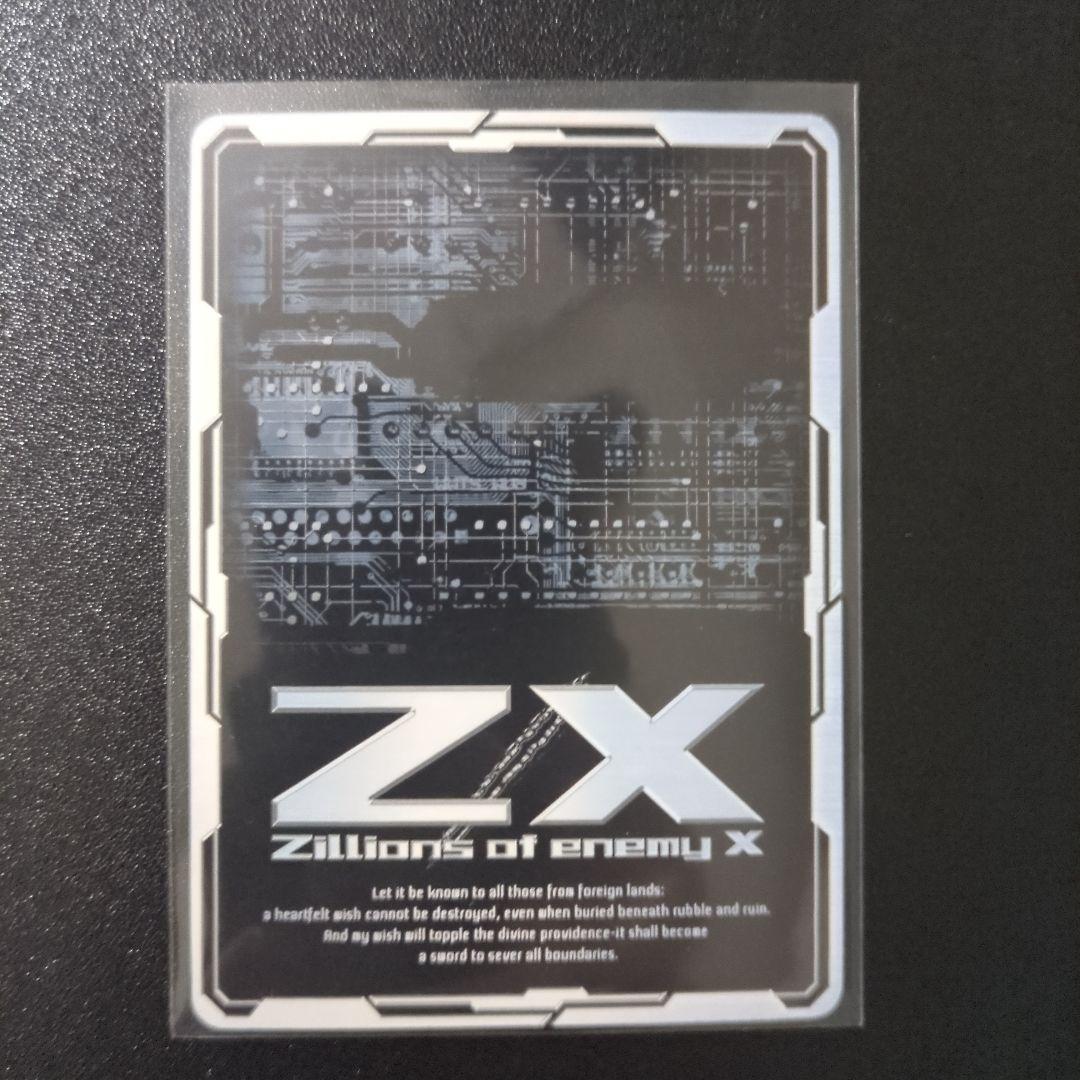 Z/X
Zillions of enemy X
Let it be known to all those from foreign lands:
a heartfelt wish cannot be destroyed, even when buried beneath rubble and ruin.
And my wish will topple the divine providence-it shall become
a sword to sever all boundaries.